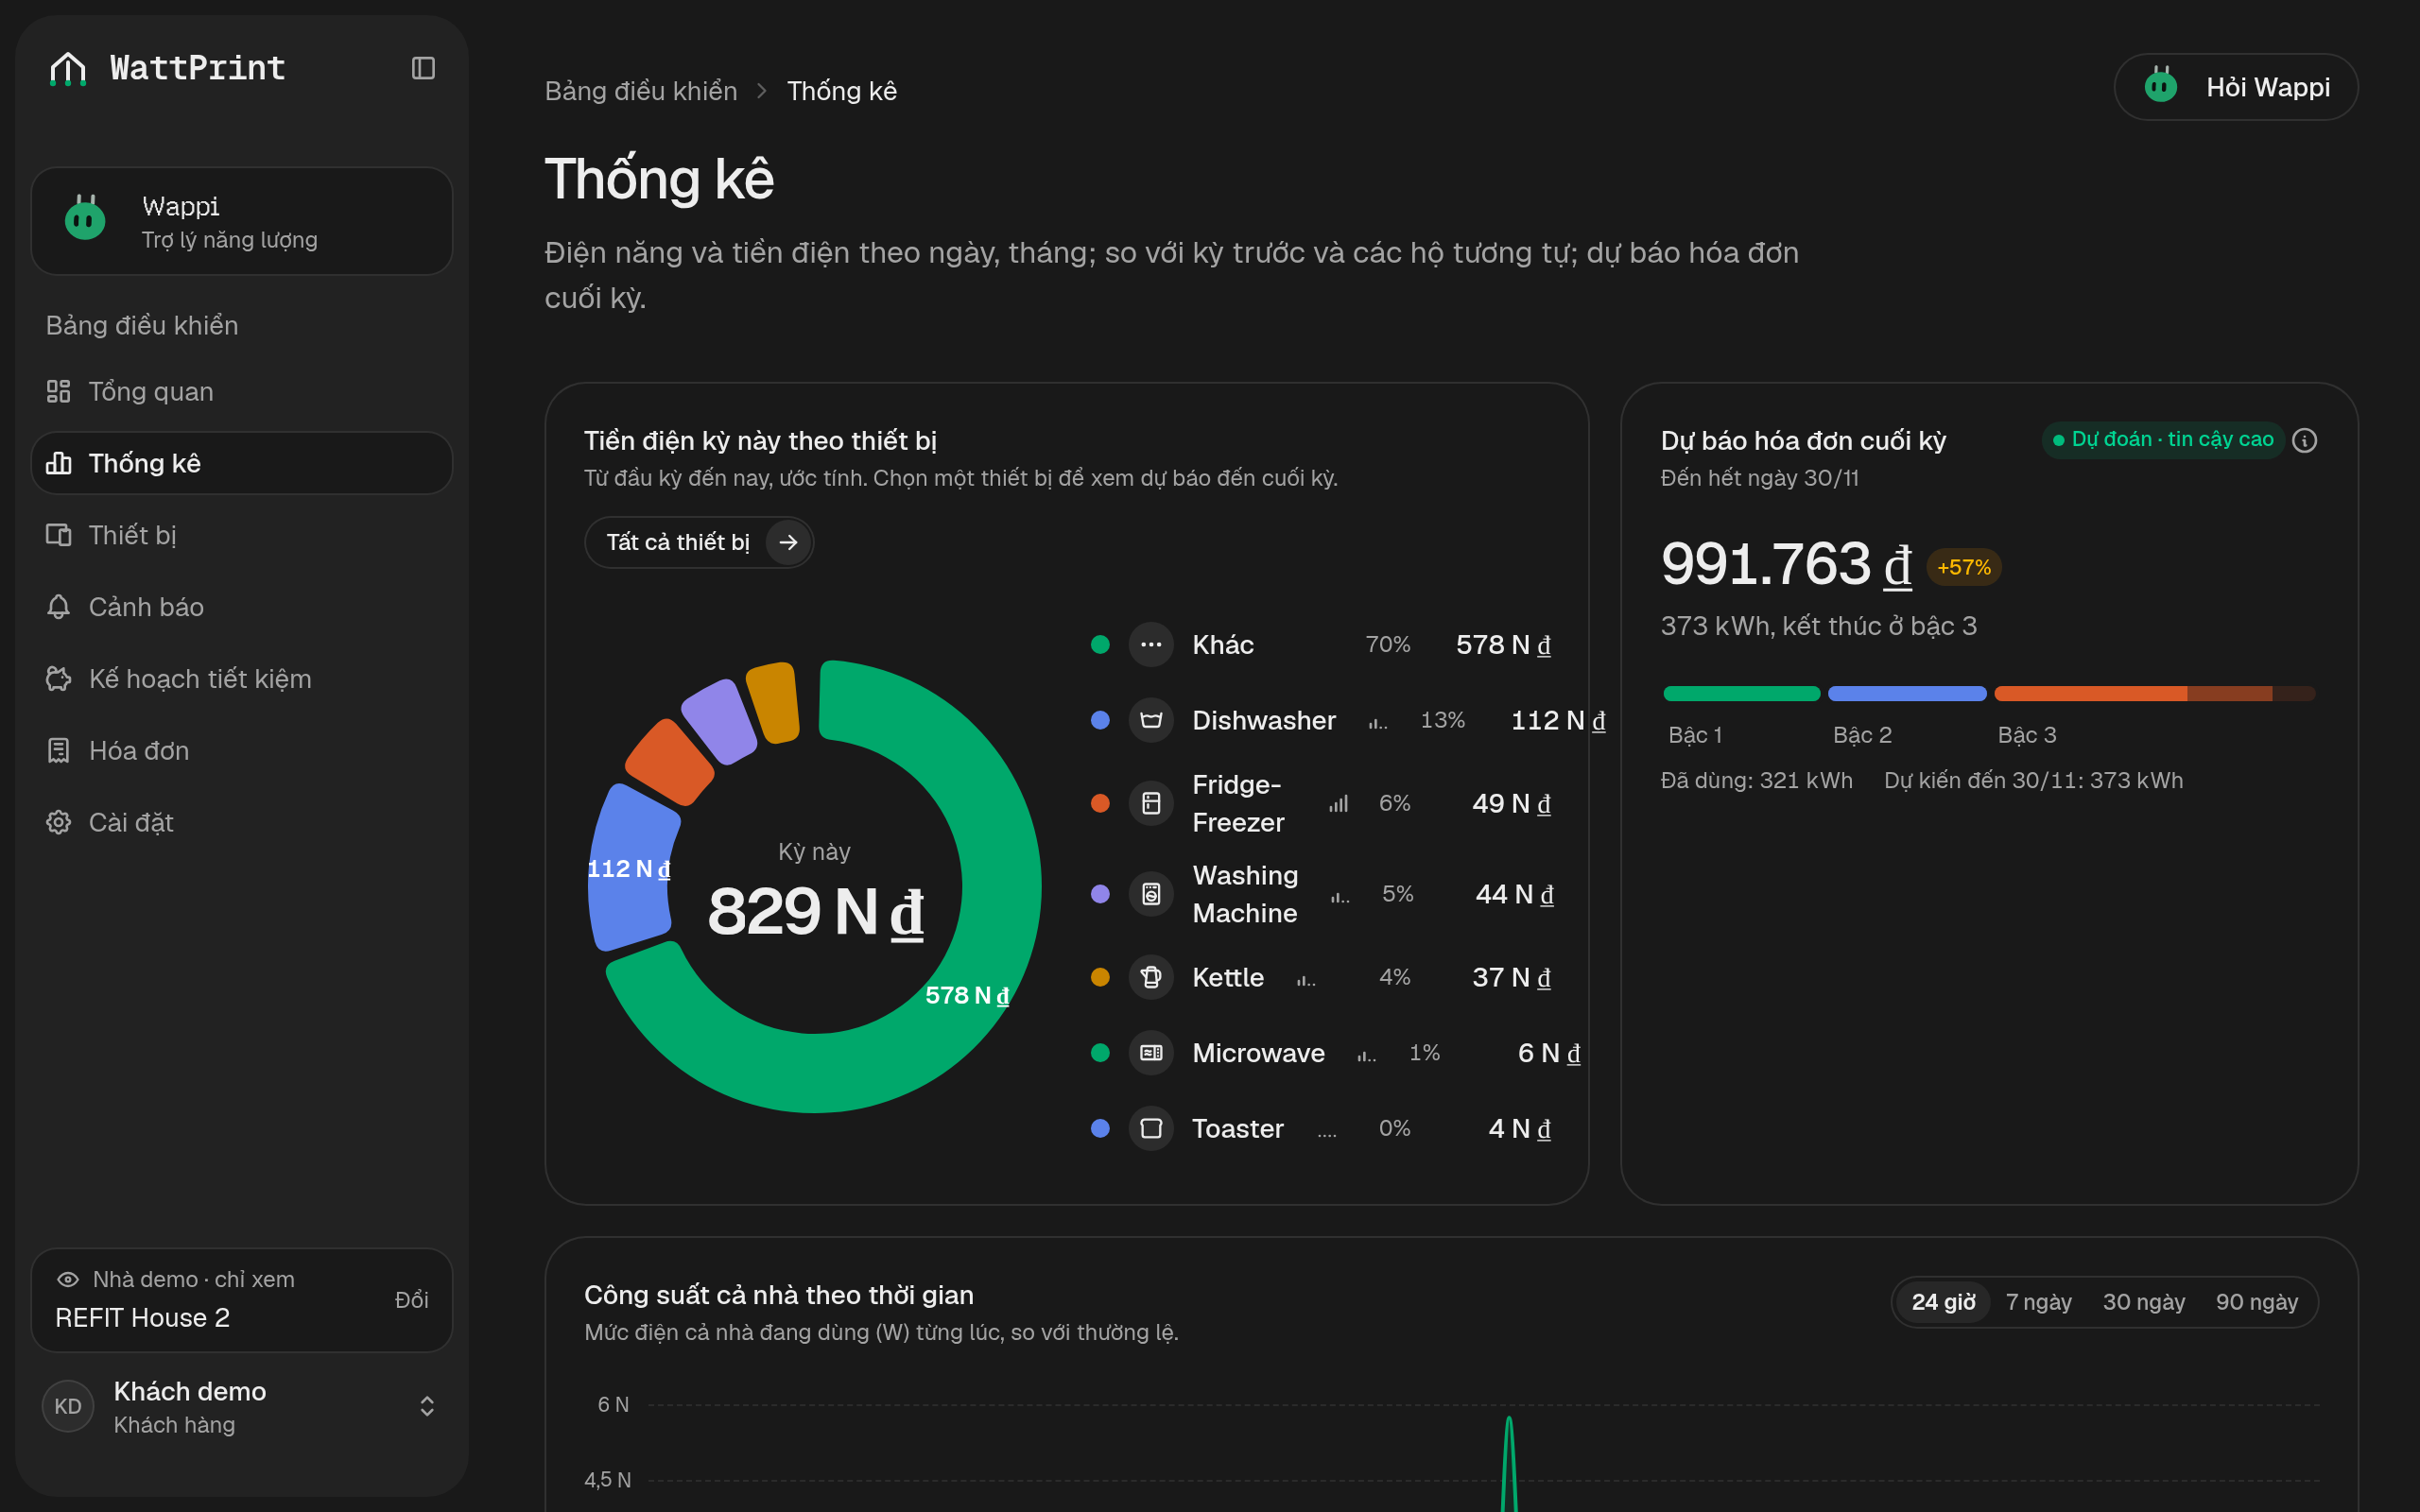 WattPrint
Wappi
Trợ lý năng lượng
Bảng điều khiển
Tổng quan
Thống kê
Thiết bị
Cảnh báo
Kế hoạch tiết kiệm
Hóa đơn
Cài đặt
Nhà demo · chỉ xem
REFIT House 2
Đổi
KD
Khách demo
Khách hàng
Bảng điều khiển > Thống kê
Hỏi Wappi
Thống kê
Điện năng và tiền điện theo ngày, tháng; so với kỳ trước và các hộ tương tự; dự báo hóa đơn
cuối kỳ.
Tiền điện kỳ này theo thiết bị
Từ đầu kỳ đến nay, ước tính. Chọn một thiết bị để xem dự báo đến cuối kỳ.
Tất cả thiết bị
112 N ₫
Kỳ này
829 N ₫
578 N ₫
Khác 70% 578 N ₫
Dishwasher 13% 112 N ₫
Fridge-
Freezer 6% 49 N ₫
Washing
Machine 5% 44 N ₫
Kettle 4% 37 N ₫
Microwave 1% 6 N ₫
Toaster 0% 4 N ₫
Dự báo hóa đơn cuối kỳ
Dự đoán · tin cậy cao
Đến hết ngày 30/11
991.763 ₫ +57%
373 kWh, kết thúc ở bậc 3
Bậc 1 Bậc 2 Bậc 3
Đã dùng: 321 kWh Dự kiến đến 30/11: 373 kWh
Công suất cả nhà theo thời gian
Mức điện cả nhà đang dùng (W) từng lúc, so với thường lệ.
24 giờ 7 ngày 30 ngày 90 ngày
6 N
4,5 N